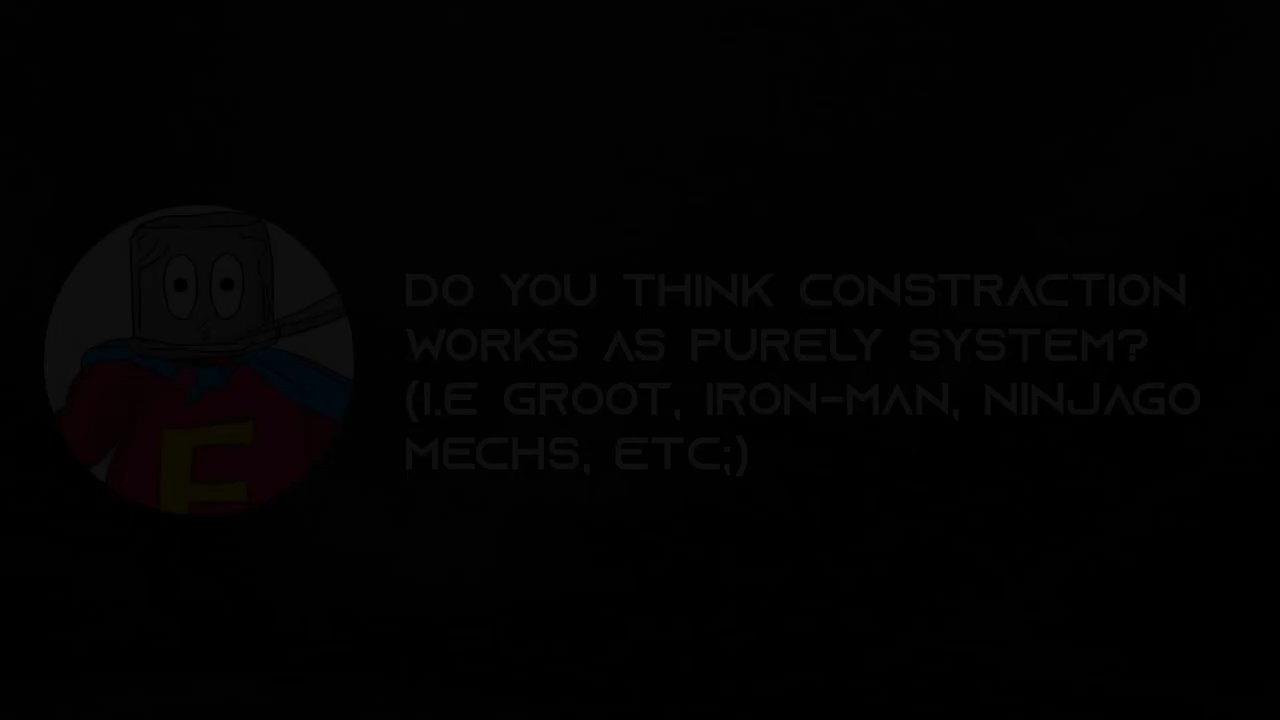 DO YOU THINK CONSTRACTION
WORKS AS PURELY SYSTEM?
(I.E GROOT, IRON-MAN, NINJAGO
MECHS, ETC;)
E